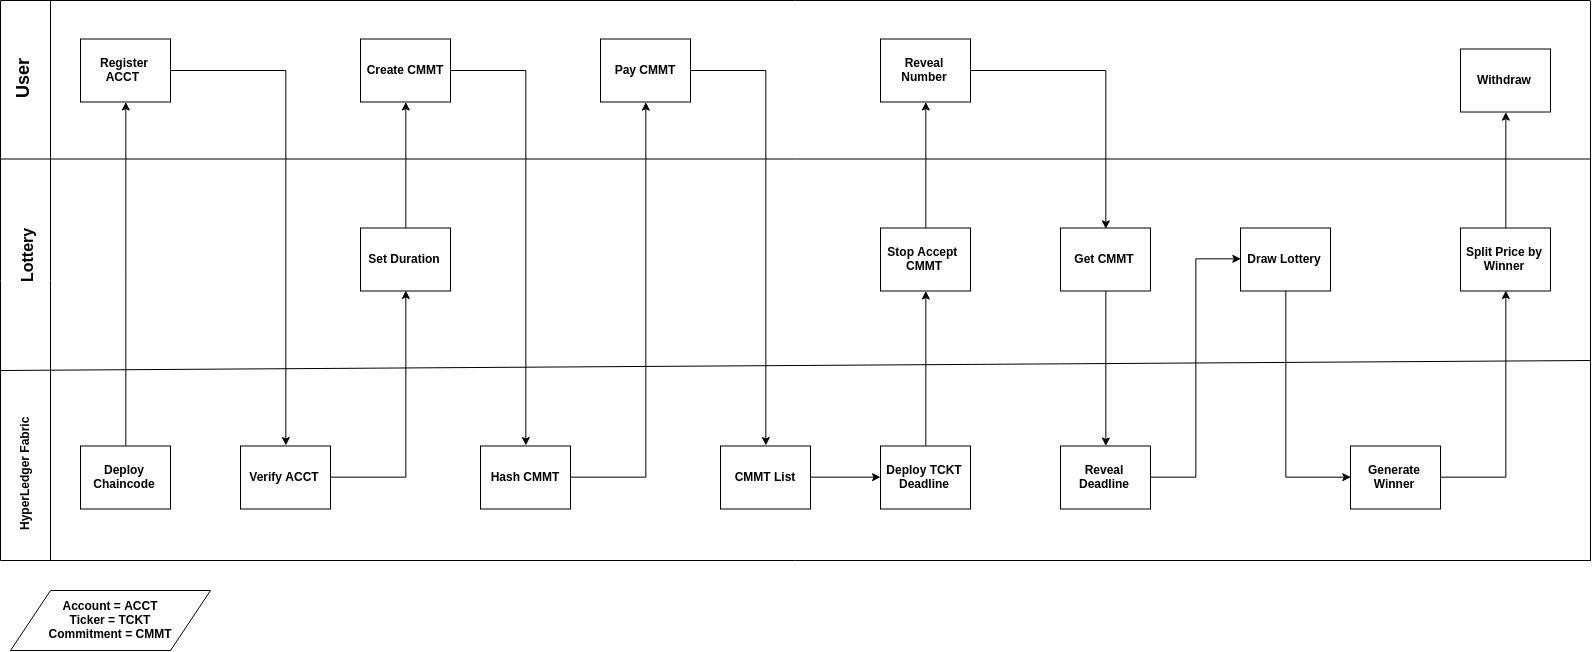 User
Register
ACCT
Create CMMT
Pay CMMT
Reveal
Number
Withdraw
Lottery
Set Duration
Stop Accept
CMMT
Get CMMT
Draw Lottery
Split Price by
Winner
HyperLedger Fabric
Deploy
Chaincode
Verify ACCT
Hash CMMT
CMMT List
Deploy TCKT
Deadline
Reveal
Deadline
Generate
Winner
Account = ACCT
Ticker = TCKT
Commitment = CMMT